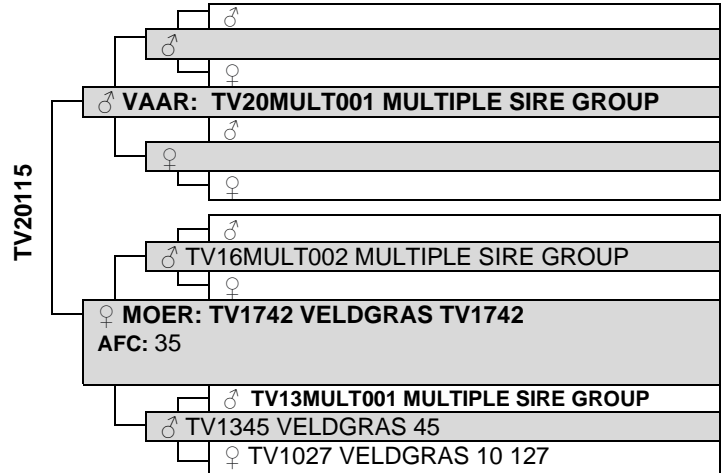 ♂
♂
♀
♂ VAAR: TV20MULT001 MULTIPLE SIRE GROUP
♂
♀
♀
TV20115
♂
♂ TV16MULT002 MULTIPLE SIRE GROUP
♀
♀ MOER: TV1742 VELDGRAS TV1742
AFC: 35
♂ TV13MULT001 MULTIPLE SIRE GROUP
♂ TV1345 VELDGRAS 45
♀ TV1027 VELDGRAS 10 127